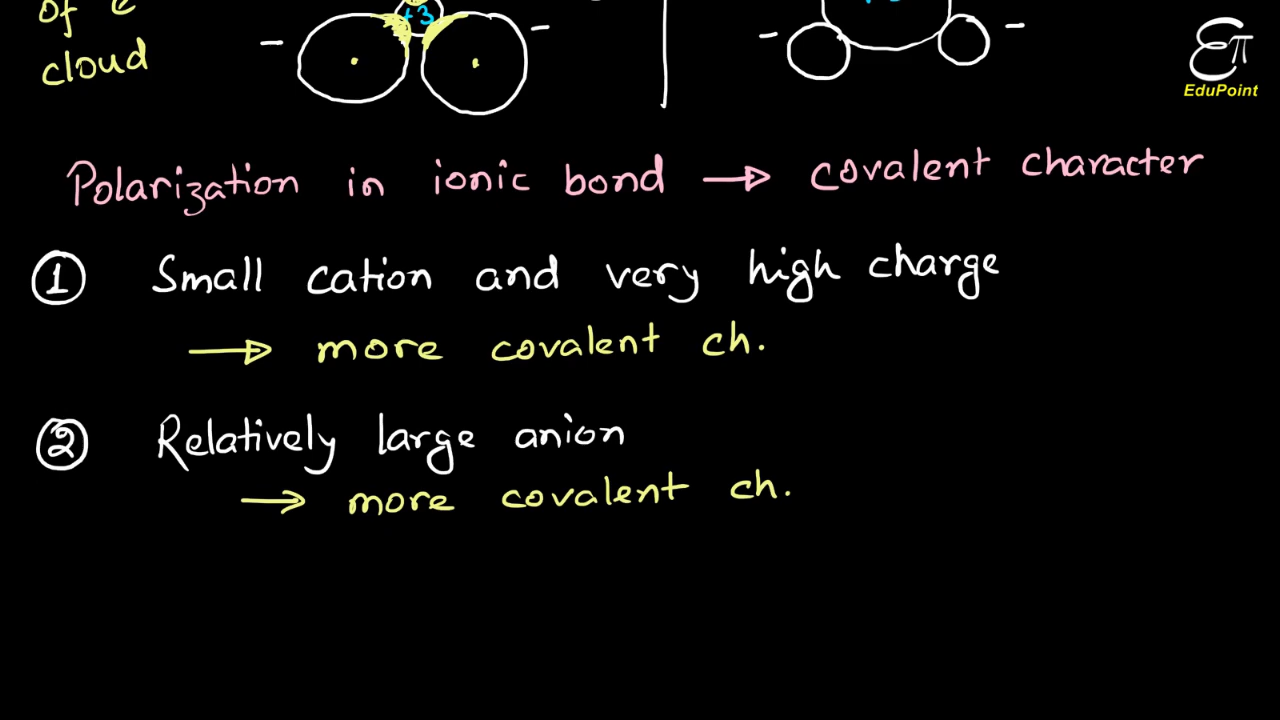 of e
+3
-
-
-
-
cloud
EduPoint
Polarization in ionic bond → covalent character
① Small cation and very high charge
→ more covalent ch.
② Relatively large anion
→ more covalent ch.